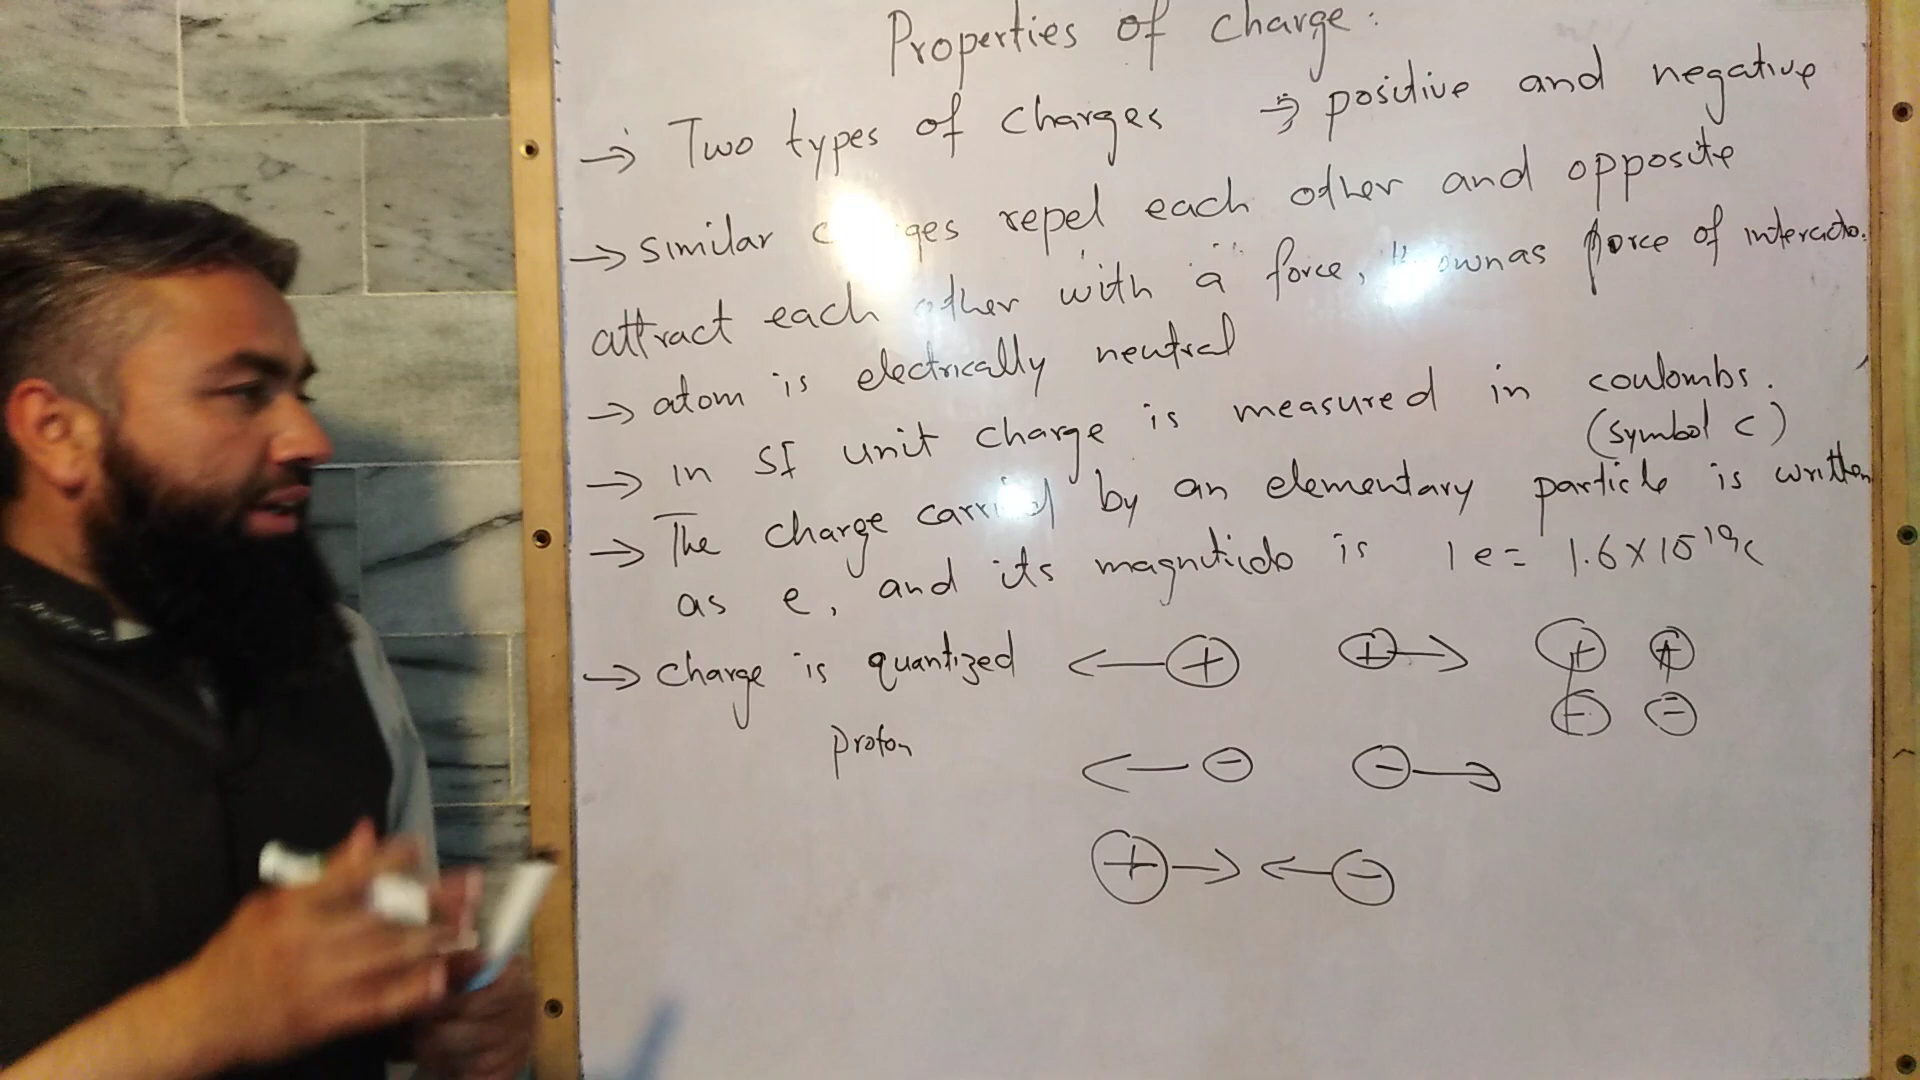 Properties of charge:
→ Two types of charges → positive and negative
→ similar charges repel each other and opposite
attract each other with "a" force, known as force of interactio.
→ atom is electrically neutral
→ in SI unit charge is measured in coulombs.
(symbol c)
→ The charge carried by an elementary particle is written
as e, and its magnitude is 1 e = 1.6 x 10⁻¹⁹c
→ charge is quantized
proton
← + + → + +
- -
← - - →
+ → ← -